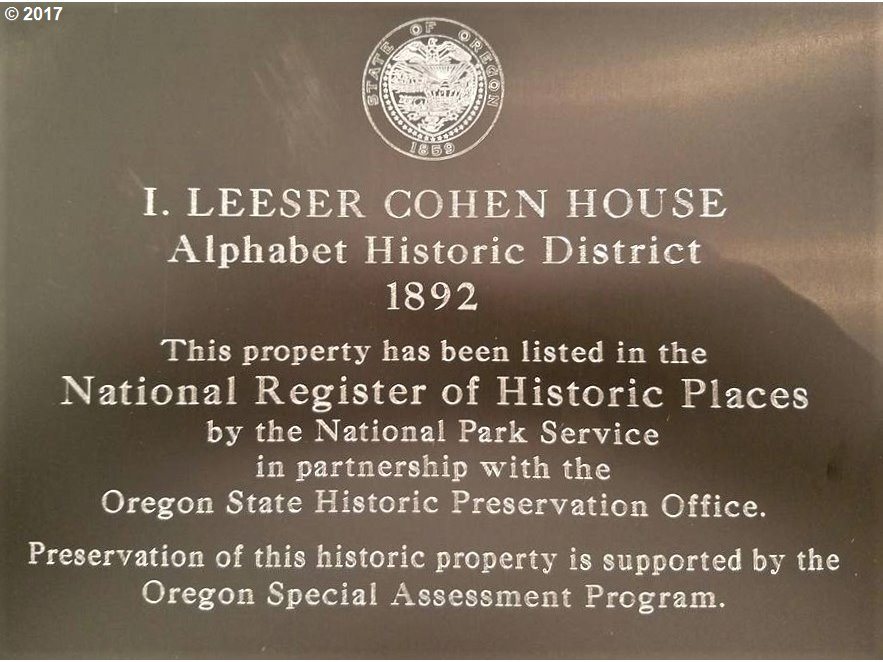 © 2017
STATE OF OREGON
1859
I. LEESER COHEN HOUSE
Alphabet Historic District
1892
This property has been listed in the
National Register of Historic Places
by the National Park Service
in partnership with the
Oregon State Historic Preservation Office.
Preservation of this historic property is supported by the
Oregon Special Assessment Program.